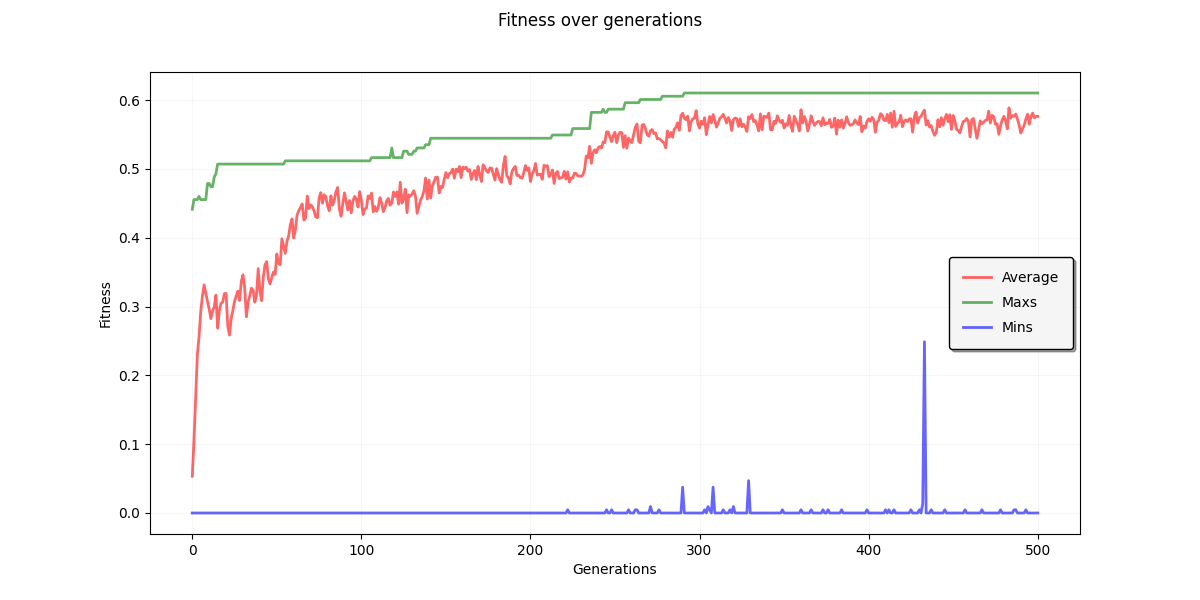 Fitness over generations
0.6
0.5
0.4
0.3
0.2
0.1
0.0
Fitness
Average
Maxs
Mins
0 100 200 300 400 500
Generations